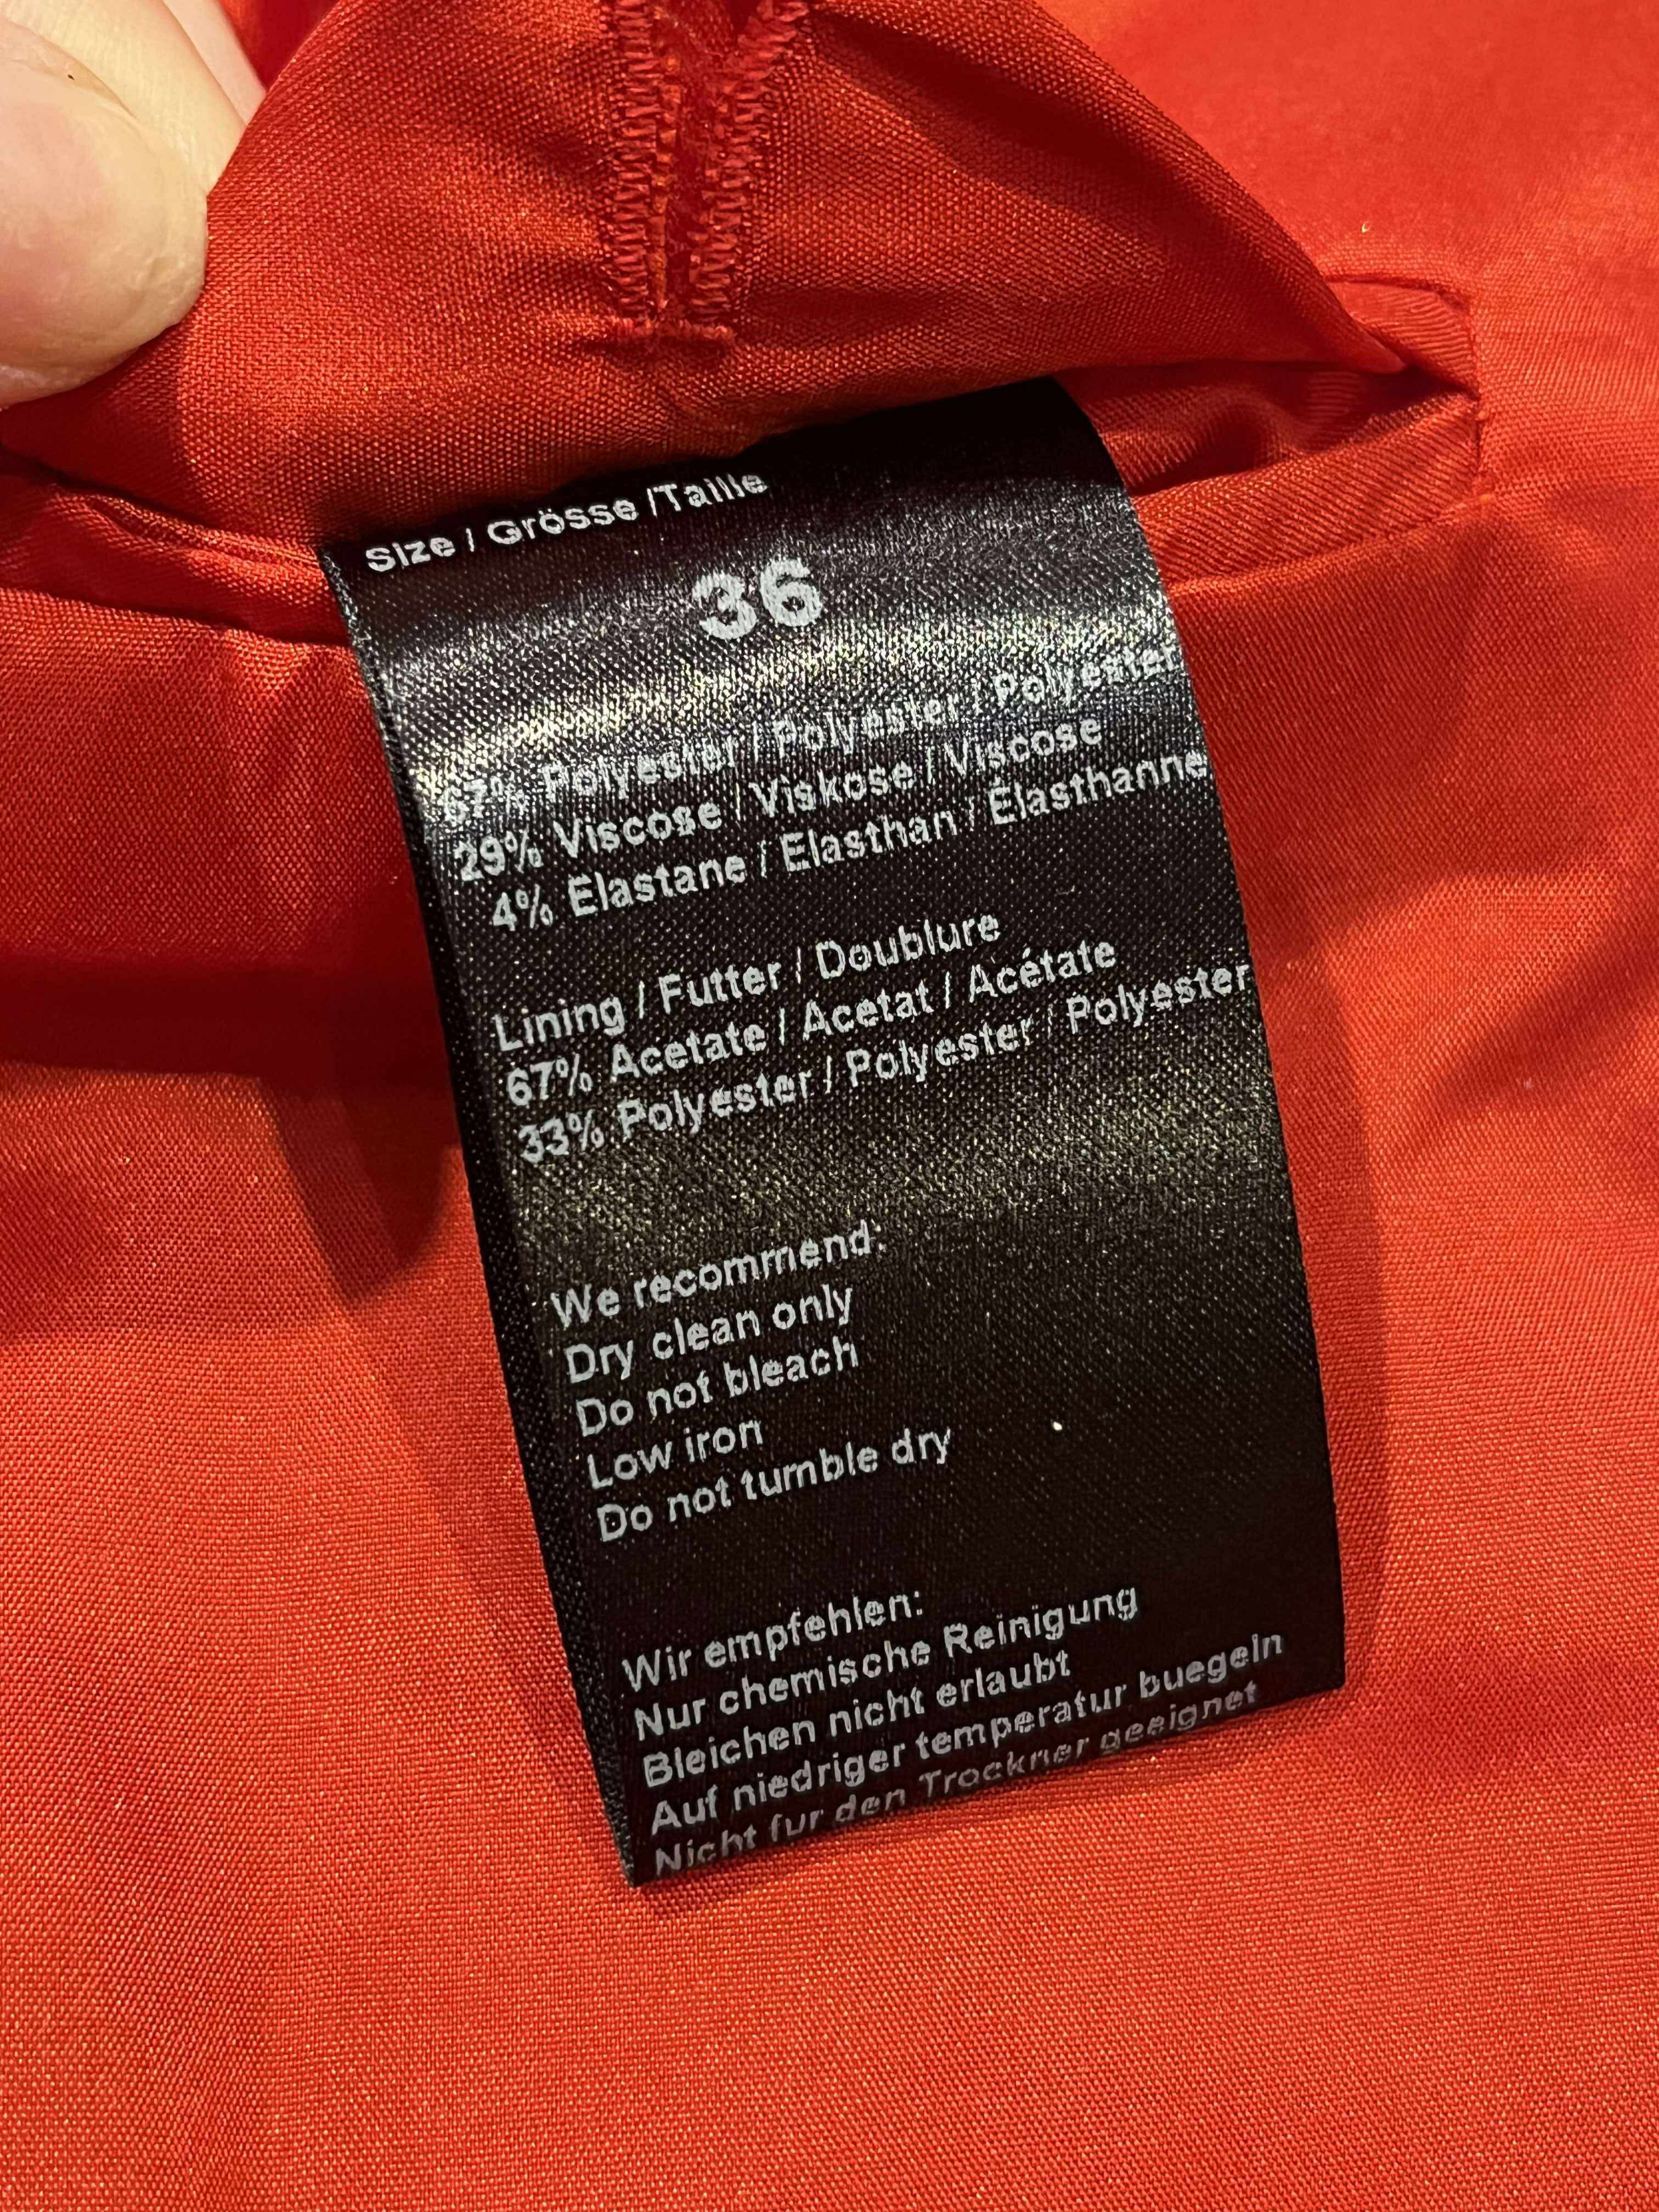 Size / Grösse /Taille
36
67% Polyester / Polyester / Polyester
29% Viscose / Viskose / Viscose
4% Elastane / Elasthan / Élasthanne
Lining / Futter / Doublure
67% Acetate / Acetat / Acétate
33% Polyester / Polyester / Polyester
We recommend:
Dry clean only
Do not bleach
Low iron
Do not tumble dry
Wir empfehlen:
Nur chemische Reinigung
Bleichen nicht erlaubt
Auf niedriger temperatur buegeln
Nicht fur den Trockner geeignet